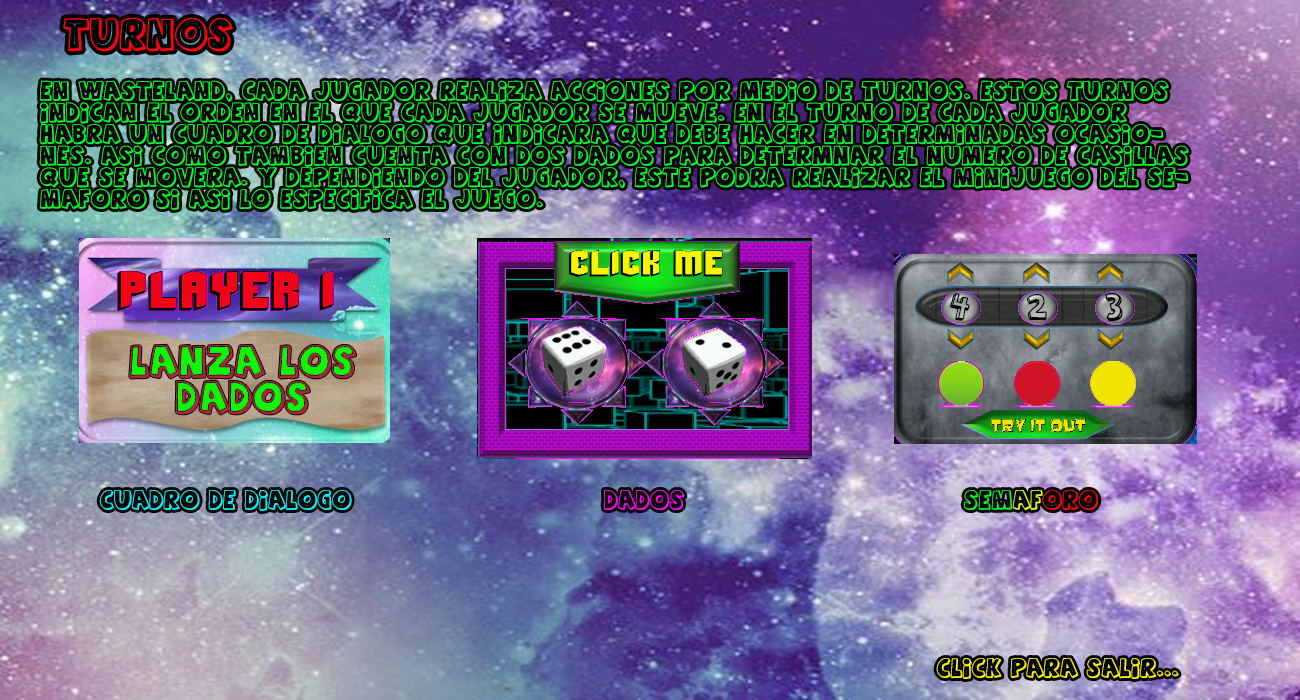 TURNOS
EN WASTELAND, CADA JUGADOR REALIZA ACCIONES POR MEDIO DE TURNOS. ESTOS TURNOS
INDICAN EL ORDEN EN EL QUE CADA JUGADOR SE MUEVE. EN EL TURNO DE CADA JUGADOR
HABRA UN CUADRO DE DIALOGO QUE INDICARA QUE DEBE HACER EN DETERMINADAS OCASIO-
NES. ASI COMO TAMBIEN CUENTA CON DOS DADOS PARA DETERMNAR EL NUMERO DE CASILLAS
QUE SE MOVERA. Y DEPENDIENDO DEL JUGADOR, ESTE PODRA REALIZAR EL MINIJUEGO DEL SE-
MAFORO SI ASI LO ESPECIFICA EL JUEGO.
PLAYER 1
LANZA LOS
DADOS
CLICK ME
4 2 3
TRY IT OUT
CUADRO DE DIALOGO
DADOS
SEMAFORO
CLICK PARA SALIR...